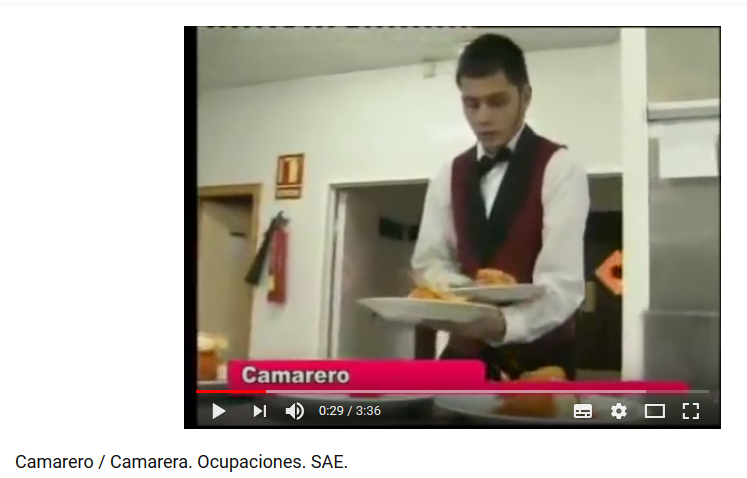 Camarero
0:29 / 3:36
Camarero / Camarera. Ocupaciones. SAE.